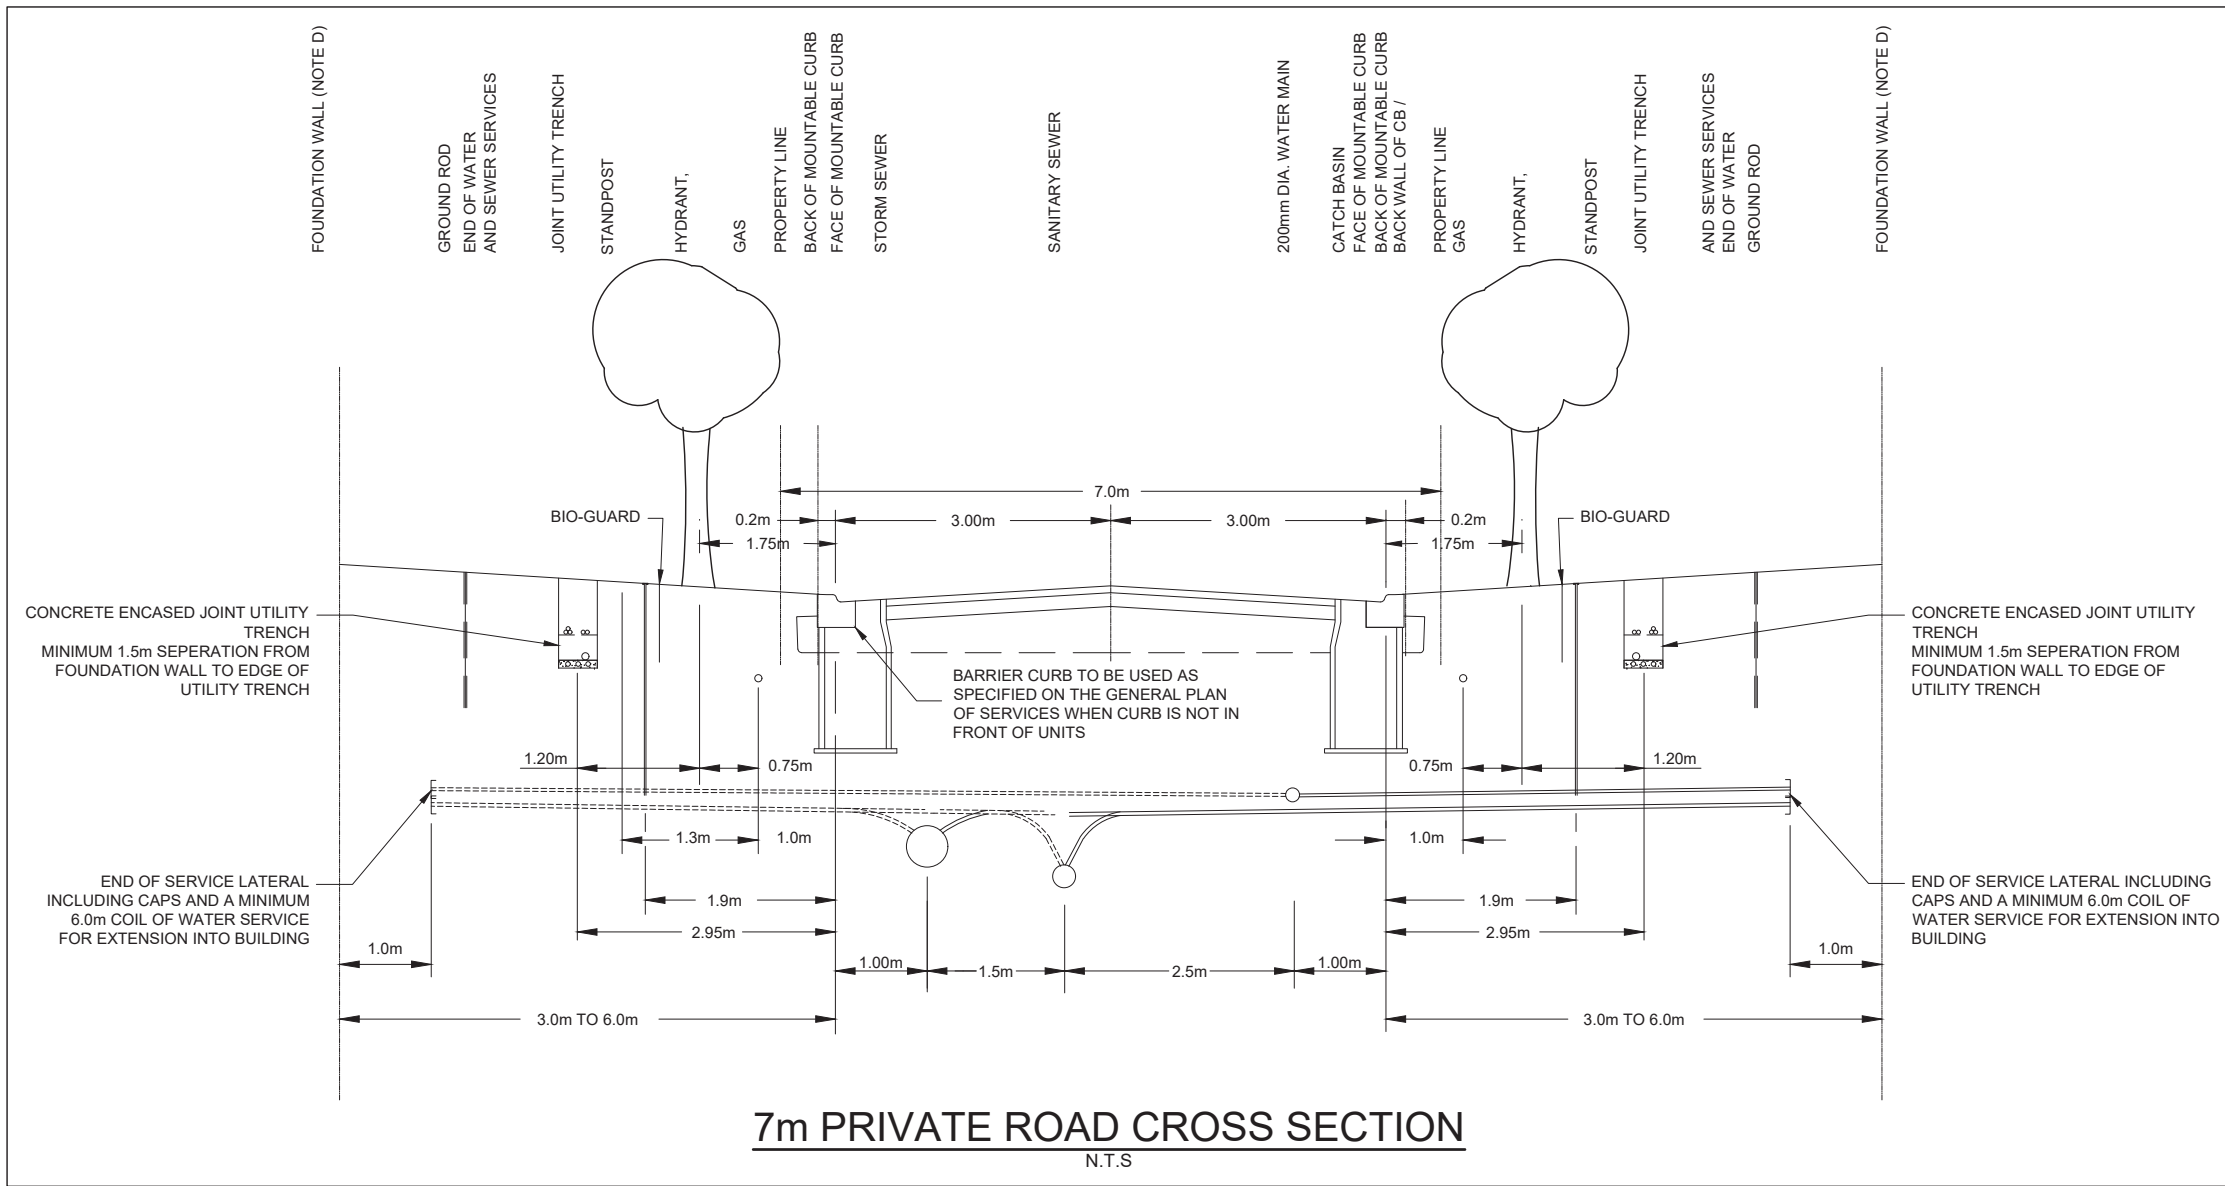 FOUNDATION WALL (NOTE D)
GROUND ROD
END OF WATER
AND SEWER SERVICES
JOINT UTILITY TRENCH
STANDPOST
HYDRANT,
GAS
PROPERTY LINE
BACK OF MOUNTABLE CURB
FACE OF MOUNTABLE CURB
STORM SEWER
SANITARY SEWER
200mm DIA. WATER MAIN
CATCH BASIN
FACE OF MOUNTABLE CURB
BACK OF MOUNTABLE CURB
BACK WALL OF CB /
PROPERTY LINE
GAS
HYDRANT,
STANDPOST
JOINT UTILITY TRENCH
AND SEWER SERVICES
END OF WATER
GROUND ROD
FOUNDATION WALL (NOTE D)
7.0m
BIO-GUARD
0.2m
3.00m
3.00m
0.2m
BIO-GUARD
1.75m
1.75m
CONCRETE ENCASED JOINT UTILITY
TRENCH
MINIMUM 1.5m SEPERATION FROM
FOUNDATION WALL TO EDGE OF
UTILITY TRENCH
BARRIER CURB TO BE USED AS
SPECIFIED ON THE GENERAL PLAN
OF SERVICES WHEN CURB IS NOT IN
FRONT OF UNITS
CONCRETE ENCASED JOINT UTILITY
TRENCH
MINIMUM 1.5m SEPERATION FROM
FOUNDATION WALL TO EDGE OF
UTILITY TRENCH
1.20m
0.75m
0.75m
1.20m
1.3m
1.0m
1.0m
END OF SERVICE LATERAL
INCLUDING CAPS AND A MINIMUM
6.0m COIL OF WATER SERVICE
FOR EXTENSION INTO BUILDING
1.9m
1.9m
END OF SERVICE LATERAL INCLUDING
CAPS AND A MINIMUM 6.0m COIL OF
WATER SERVICE FOR EXTENSION INTO
BUILDING
2.95m
2.95m
1.0m
1.00m
1.5m
2.5m
1.00m
1.0m
3.0m TO 6.0m
3.0m TO 6.0m
7m PRIVATE ROAD CROSS SECTION
N.T.S